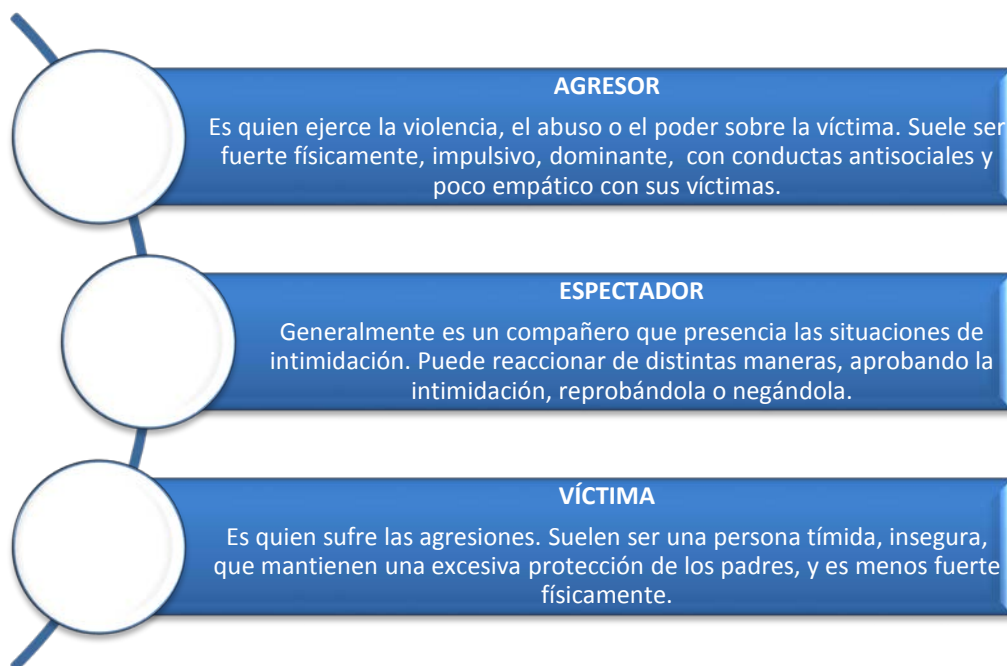 AGRESOR
Es quien ejerce la violencia, el abuso o el poder sobre la víctima. Suele ser
fuerte físicamente, impulsivo, dominante,  con conductas antisociales y
poco empático con sus víctimas.
ESPECTADOR
Generalmente es un compañero que presencia las situaciones de
intimidación. Puede reaccionar de distintas maneras, aprobando la
intimidación, reprobándola o negándola.
VÍCTIMA
Es quien sufre las agresiones. Suelen ser una persona tímida, insegura,
que mantienen una excesiva protección de los padres, y es menos fuerte
físicamente.